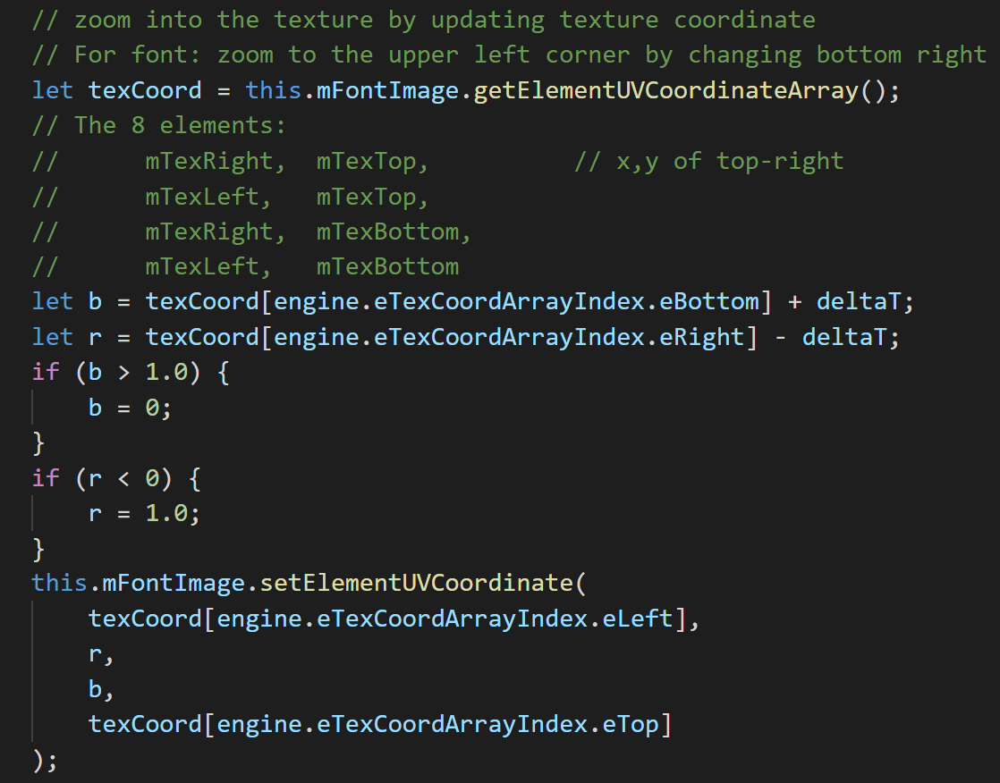 // zoom into the texture by updating texture coordinate
// For font: zoom to the upper left corner by changing bottom right
let texCoord = this.mFontImage.getElementUVCoordinateArray();
// The 8 elements:
//      mTexRight,  mTexTop,          // x,y of top-right
//      mTexLeft,   mTexTop,
//      mTexRight,  mTexBottom,
//      mTexLeft,   mTexBottom
let b = texCoord[engine.eTexCoordArrayIndex.eBottom] + deltaT;
let r = texCoord[engine.eTexCoordArrayIndex.eRight] - deltaT;
if (b > 1.0) {
    b = 0;
}
if (r < 0) {
    r = 1.0;
}
this.mFontImage.setElementUVCoordinate(
    texCoord[engine.eTexCoordArrayIndex.eLeft],
    r,
    b,
    texCoord[engine.eTexCoordArrayIndex.eTop]
);